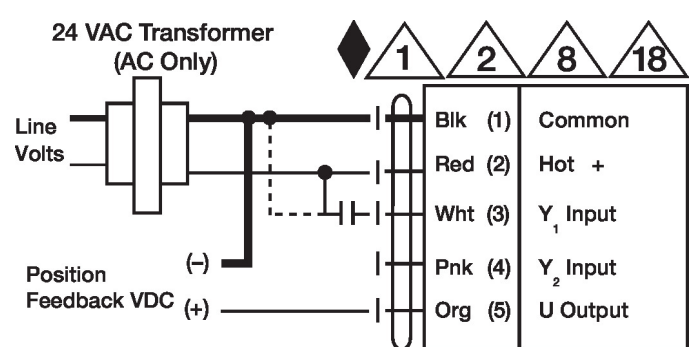 24 VAC Transformer
(AC Only)
1 2 8 18
Line
Volts
Blk (1) Common
Red (2) Hot +
Wht (3) Y1 Input
Pnk (4) Y2 Input
Org (5) U Output
Position
Feedback VDC
(–)
(+)